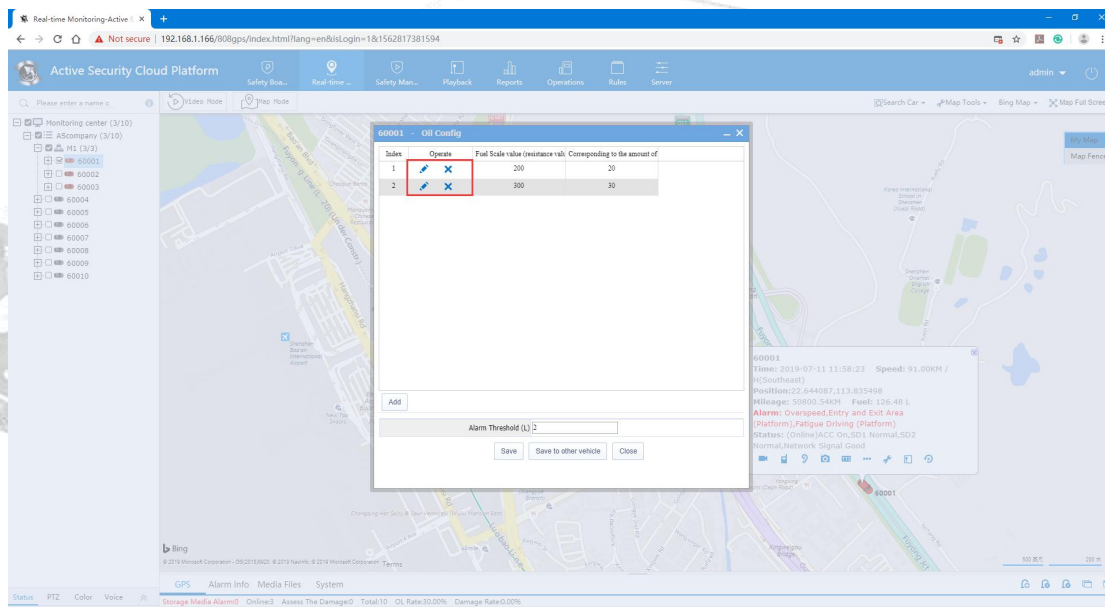 Real-time Monitoring-Active
Not secure | 192.168.1.166/808gps/index.html?lang=en&isLogin=1&1562817381594
Active Security Cloud Platform
Safety Boa...
Real-time ...
Safety Man...
Playback
Reports
Operations
Rules
Server
admin
Please enter a name o
Video Mode
Map Mode
Search Car
Map Tools
Bing Map
Map Full Scree
Monitoring center (3/10)
AScompany (3/10)
M1 (3/3)
60001
60002
60003
60004
60005
60006
60007
60008
60009
60010
My Map
Map Fence
60001 - Oil Config
Index Operate Fuel Scale value (resistance valu Corresponding to the amount of
1 200 20
2 300 30
Add
Alarm Threshold (L) 2
Save Save to other vehicle Close
60001
Time: 2019-07-11 11:58:23 Speed: 91.00KM /
H(Southeast)
Position:22.644087,113.835498
Mileage: 50800.54KM Fuel: 126.48 L
Alarm: Overspeed,Entry and Exit Area
(Platform),Fatigue Driving (Platform)
Status: (Online)ACC On,SD1 Normal,SD2
Normal,Network Signal Good
60001
Shenzhen
Bao'an
International
Airport
Bing
Terms
GPS Alarm Info Media Files System
Status PTZ Color Voice
Storage Media Alarm:0 Online:3 Assess The Damage:0 Total:10 OL Rate:30.00% Damage Rate:0.00%